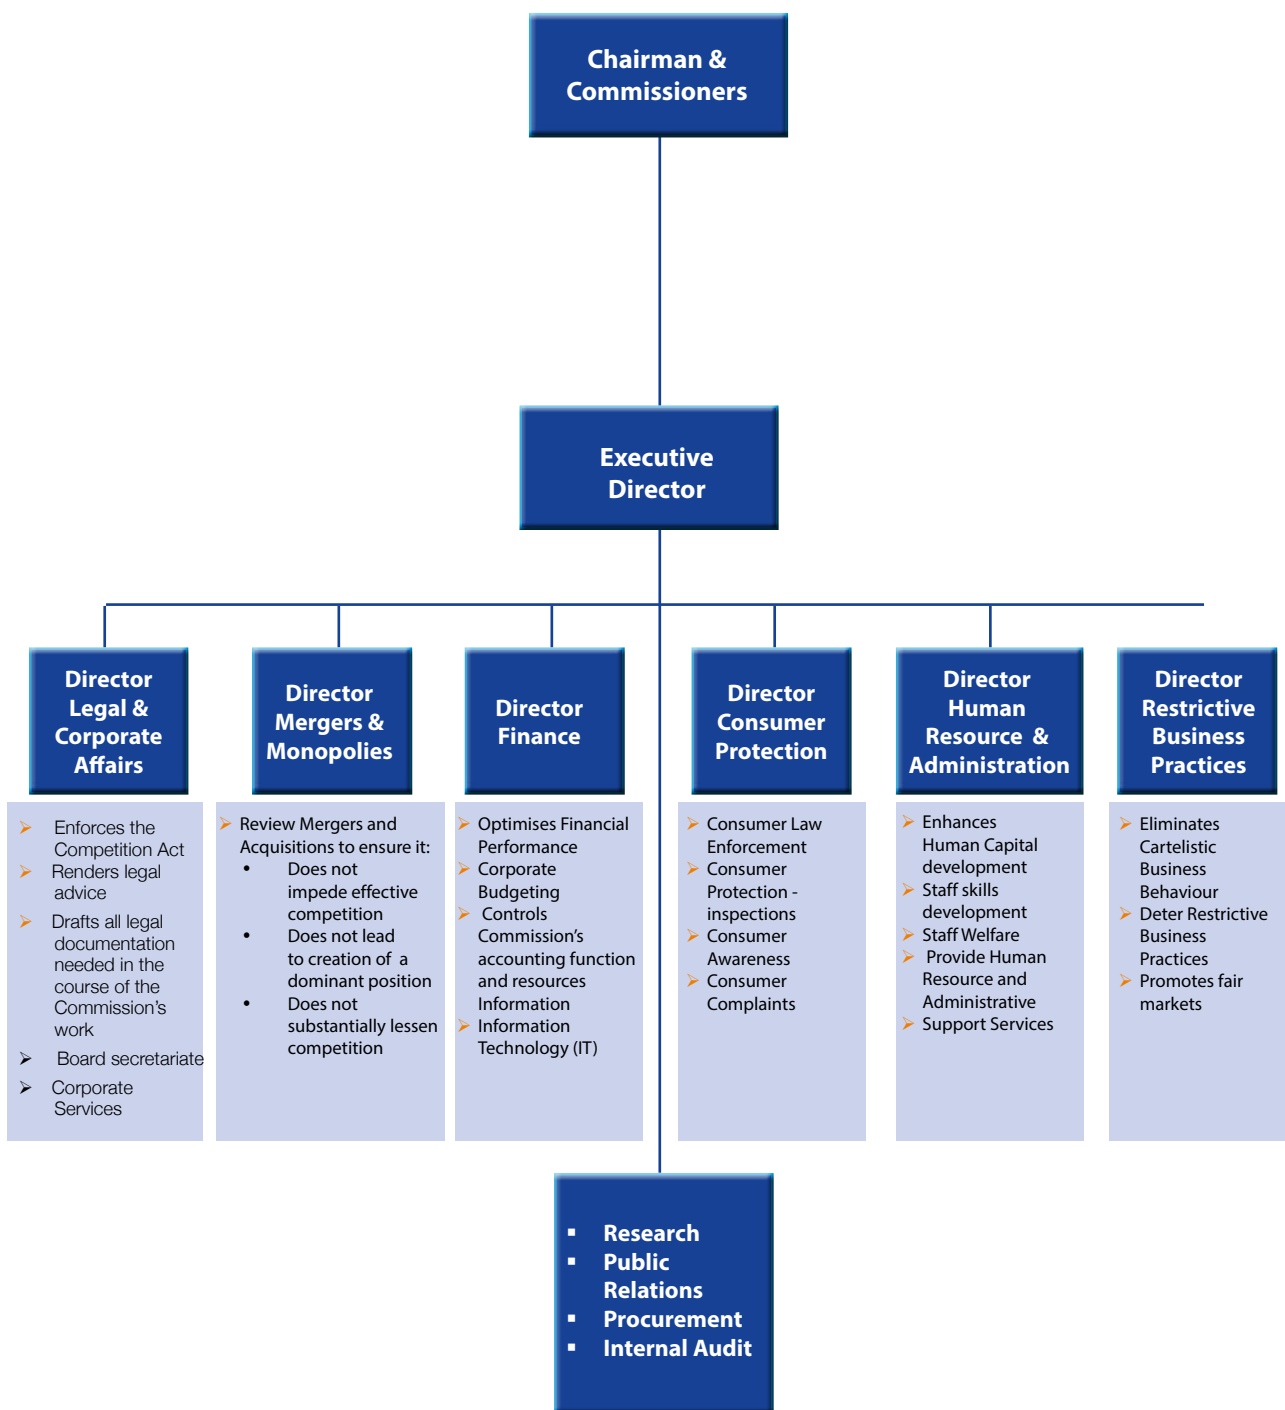 Chairman &
Commissioners
Executive
Director
Director
Legal &
Corporate
Affairs
Enforces the
Competition Act
Renders legal
advice
Drafts all legal
documentation
needed in the
course of the
Commission's
work
Board secretariate
Corporate
Services
Director
Mergers &
Monopolies
Review Mergers and
Acquisitions to ensure it:
• Does not
impede effective
competition
• Does not lead
to creation of a
dominant position
• Does not
substantially lessen
competition
Director
Finance
Optimises Financial
Performance
Corporate
Budgeting
Controls
Commission's
accounting function
and resources
Information
Information
Technology (IT)
Director
Consumer
Protection
Consumer Law
Enforcement
Consumer
Protection -
inspections
Consumer
Awareness
Consumer
Complaints
Director
Human
Resource &
Administration
Enhances
Human Capital
development
Staff skills
development
Staff Welfare
Provide Human
Resource and
Administrative
Support Services
Director
Restrictive
Business
Practices
Eliminates
Cartelistic
Business
Behaviour
Deter Restrictive
Business
Practices
Promotes fair
markets
▪ Research
▪ Public
Relations
▪ Procurement
▪ Internal Audit